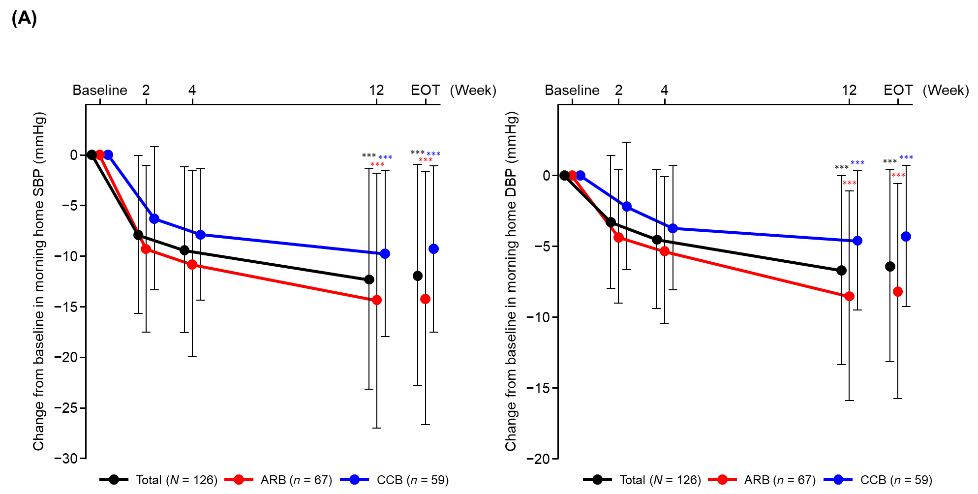 (A)
Baseline 2 4 12 EOT (Week)
Change from baseline in morning home SBP (mmHg)
0
−5
−10
−15
−20
−25
−30
*** *** ***
*** *** ***
Total (N = 126) ARB (n = 67) CCB (n = 59)
Baseline 2 4 12 EOT (Week)
Change from baseline in morning home DBP (mmHg)
0
−5
−10
−15
−20
*** *** ***
*** *** ***
Total (N = 126) ARB (n = 67) CCB (n = 59)